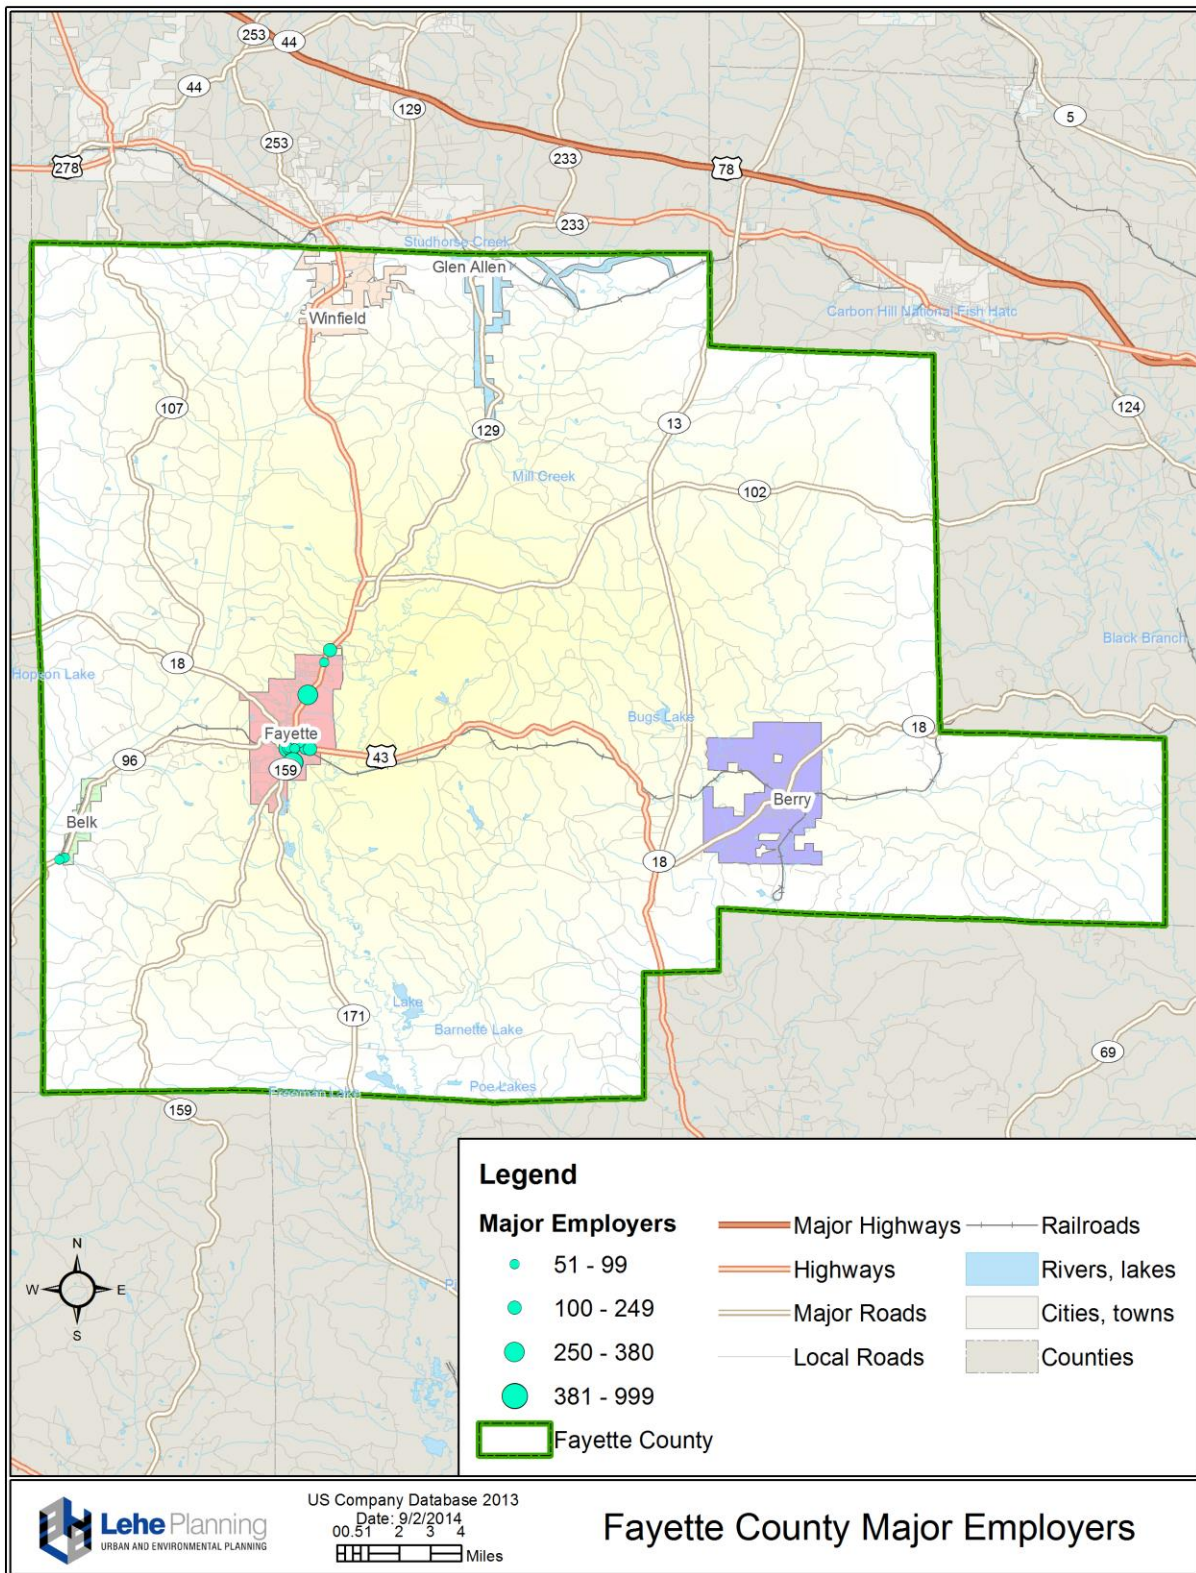 253
44
44
129
5
253
278
233
78
233
Studhorse Creek
Glen Allen
Winfield
Carbon Hill National Fish Hatc
107
13
124
129
Mill Greek
102
Black Branch
18
Hopson Lake
Bugs Lake
18
Fayette
43
96
159
Berry
Belk
18
Lake
171
Barnette Lake
69
Poe Lakes
Freeman Lake
159
Legend
Major Employers
51 - 99
100 - 249
250 - 380
381 - 999
Fayette County
Major Highways
Highways
Major Roads
Local Roads
Railroads
Rivers, lakes
Cities, towns
Counties
N
W
E
S
Lehe Planning
URBAN AND ENVIRONMENTAL PLANNING
US Company Database 2013
Date: 9/2/2014
00.51 2 3 4
Miles
Fayette County Major Employers